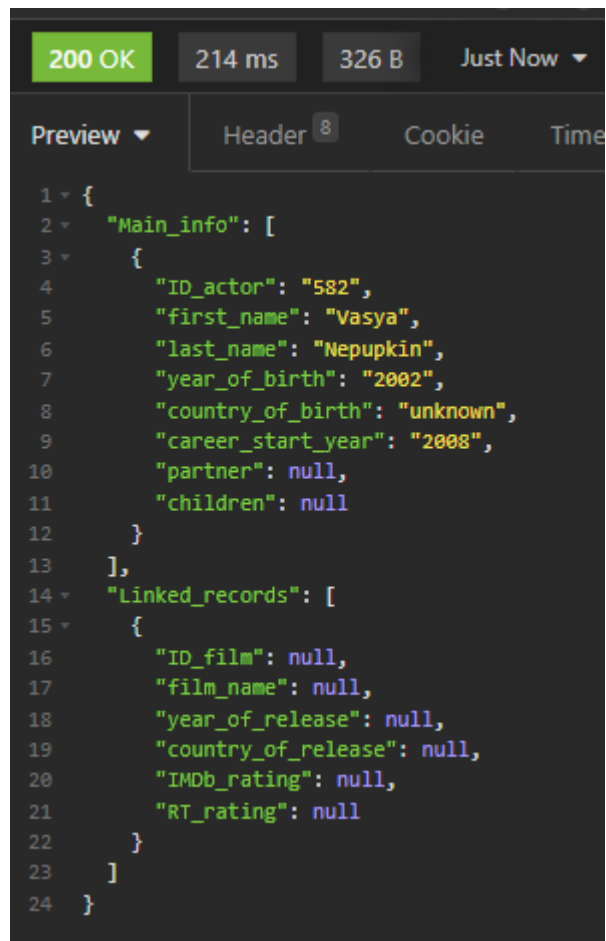 200 OK 214 ms 326 B Just Now
Preview Header 8 Cookie Time
1 {
2 "Main_info": [
3 {
4 "ID_actor": "582",
5 "first_name": "Vasya",
6 "last_name": "Nepupkin",
7 "year_of_birth": "2002",
8 "country_of_birth": "unknown",
9 "career_start_year": "2008",
10 "partner": null,
11 "children": null
12 }
13 ],
14 "Linked_records": [
15 {
16 "ID_film": null,
17 "film_name": null,
18 "year_of_release": null,
19 "country_of_release": null,
20 "IMDb_rating": null,
21 "RT_rating": null
22 }
23 ]
24 }